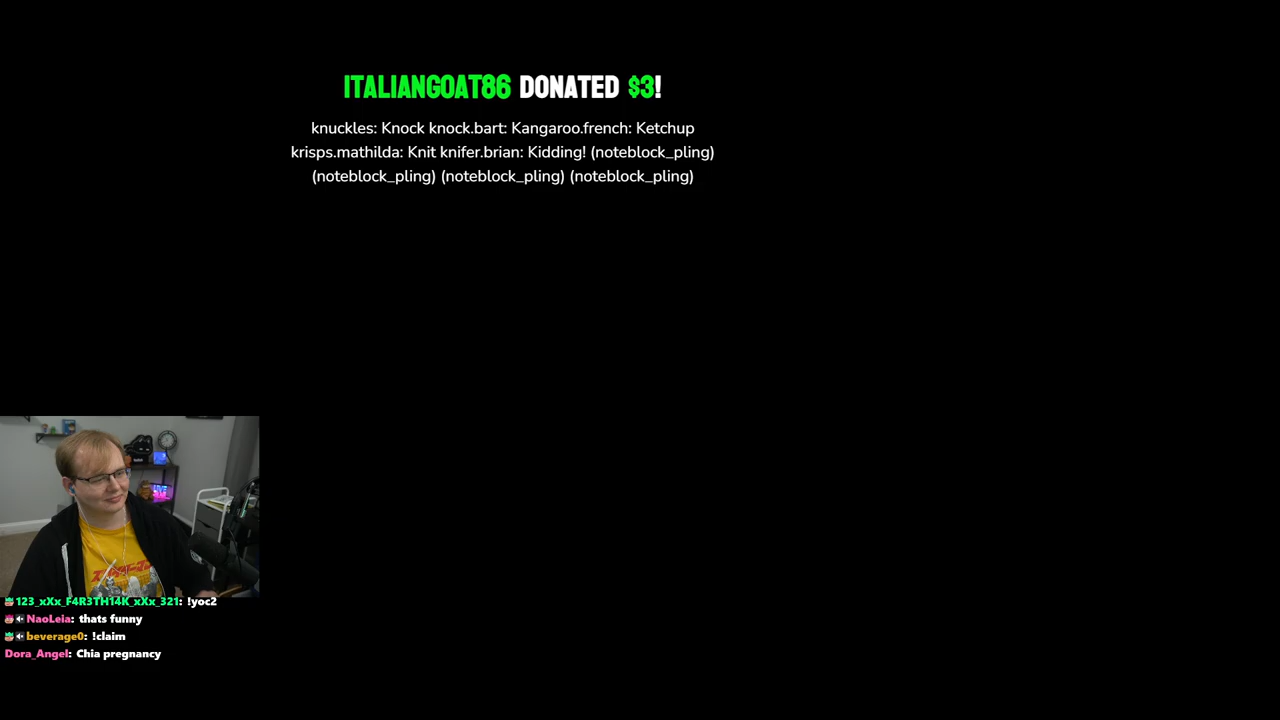 ITALIANGOAT86 DONATED $3!
knuckles: Knock knock.bart: Kangaroo.french: Ketchup
krisps.mathilda: Knit knifer.brian: Kidding! (noteblock_pling)
(noteblock_pling) (noteblock_pling) (noteblock_pling)
123_xXx_F4R3TH14K_xXx_321: !yoc2
NaoLeia: thats funny
beverage0: !claim
Dora_Angel: Chia pregnancy